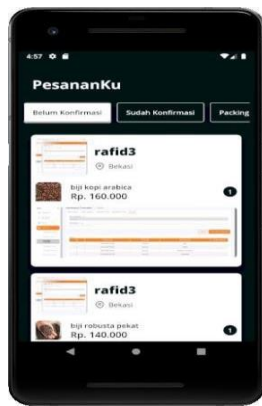 4:57
PesananKu
Belum Konfirmasi
Sudah Konfirmasi
Packing
rafid3
Bekasi
biji kopi arabica
Rp. 160.000
1
rafid3
Bekasi
biji robusta pekat
Rp. 140.000
1